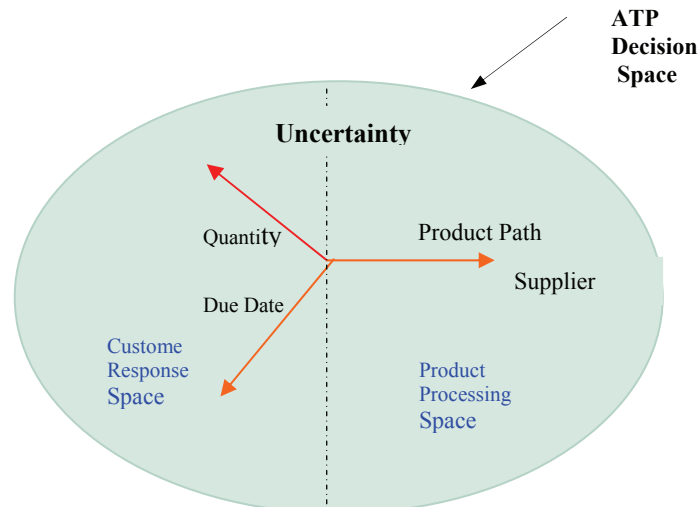 ATP
Decision
Space
Uncertainty
Quantity
Product Path
Supplier
Due Date
Custome
Response
Space
Product
Processing
Space